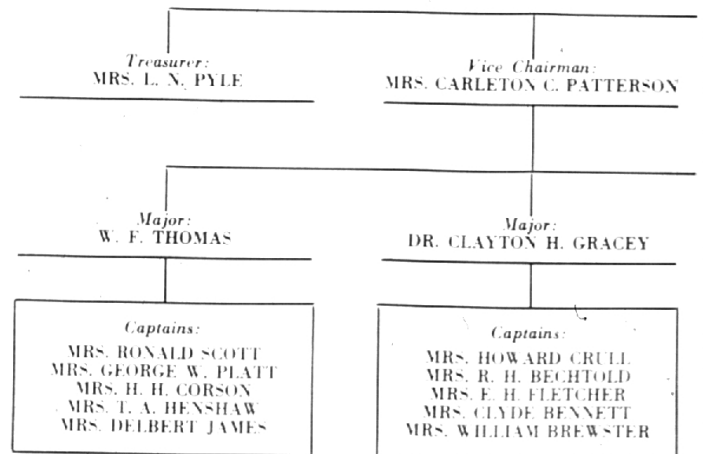 Treasurer:
MRS. L. N. PYLE
Vice Chairman:
MRS. CARLETON C. PATTERSON
Major:
W. F. THOMAS
Major:
DR. CLAYTON H. GRACEY
Captains:
MRS. RONALD SCOTT
MRS. GEORGE W. PLATT
MRS. H. H. CORSON
MRS. T. A. HENSHAW
MRS. DELBERT JAMES
Captains:
MRS. HOWARD CRULL
MRS. R. H. BECHTOLD
MRS. E. H. FLETCHER
MRS. CLYDE BENNETT
MRS. WILLIAM BREWSTER